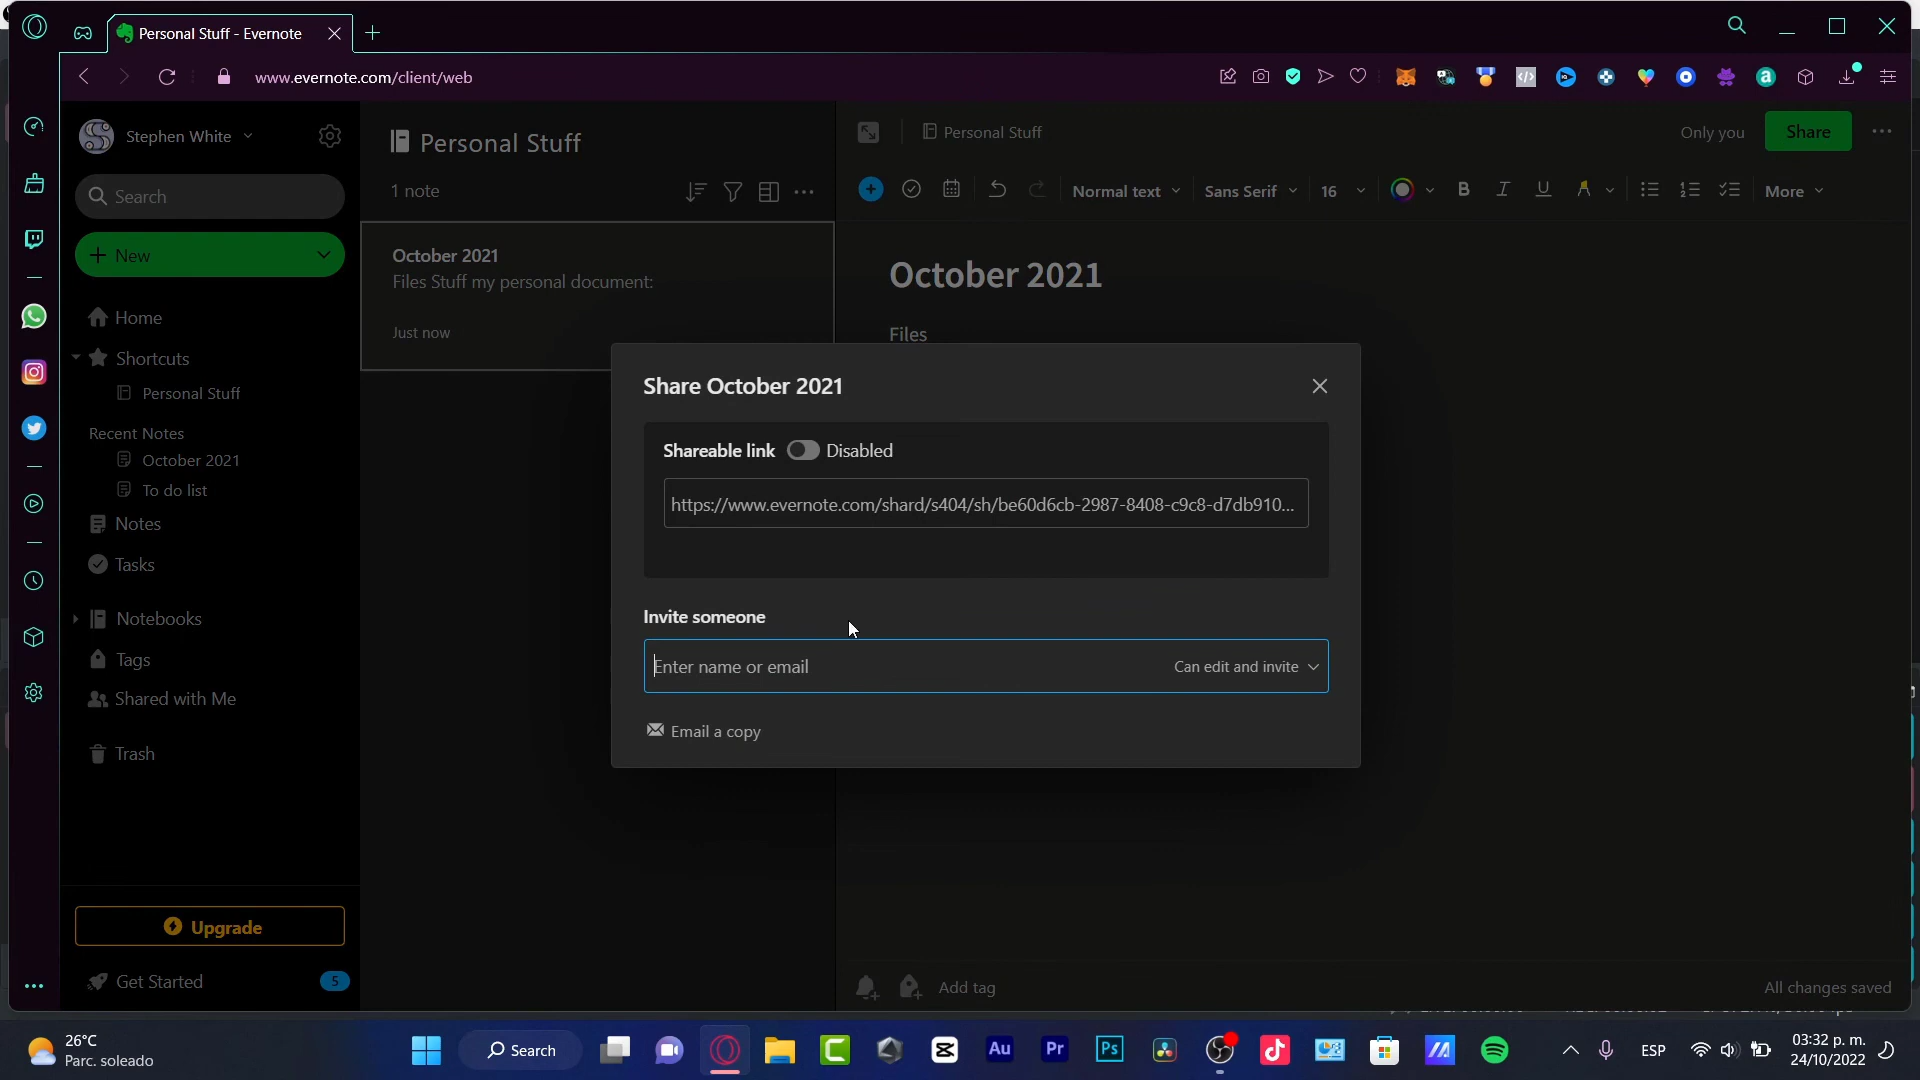 Personal Stuff - Evernote
www.evernote.com/client/web
Stephen White
Search
New
Home
Shortcuts
Personal Stuff
Recent Notes
October 2021
To do list
Notes
Tasks
Notebooks
Tags
Shared with Me
Trash
Upgrade
Get Started
5
Personal Stuff
1 note
October 2021
Files Stuff my personal document:
Just now
Personal Stuff
Only you
Share
Normal text
Sans Serif
16
B
I
U
More
October 2021
Files
Share October 2021
Shareable link
Disabled
https://www.evernote.com/shard/s404/sh/be60d6cb-2987-8408-c9c8-d7db910...
Invite someone
Enter name or email
Can edit and invite
Email a copy
Add tag
All changes saved
26°C
Parc. soleado
Search
Au
Pr
Ps
ESP
03:32 p. m.
24/10/2022